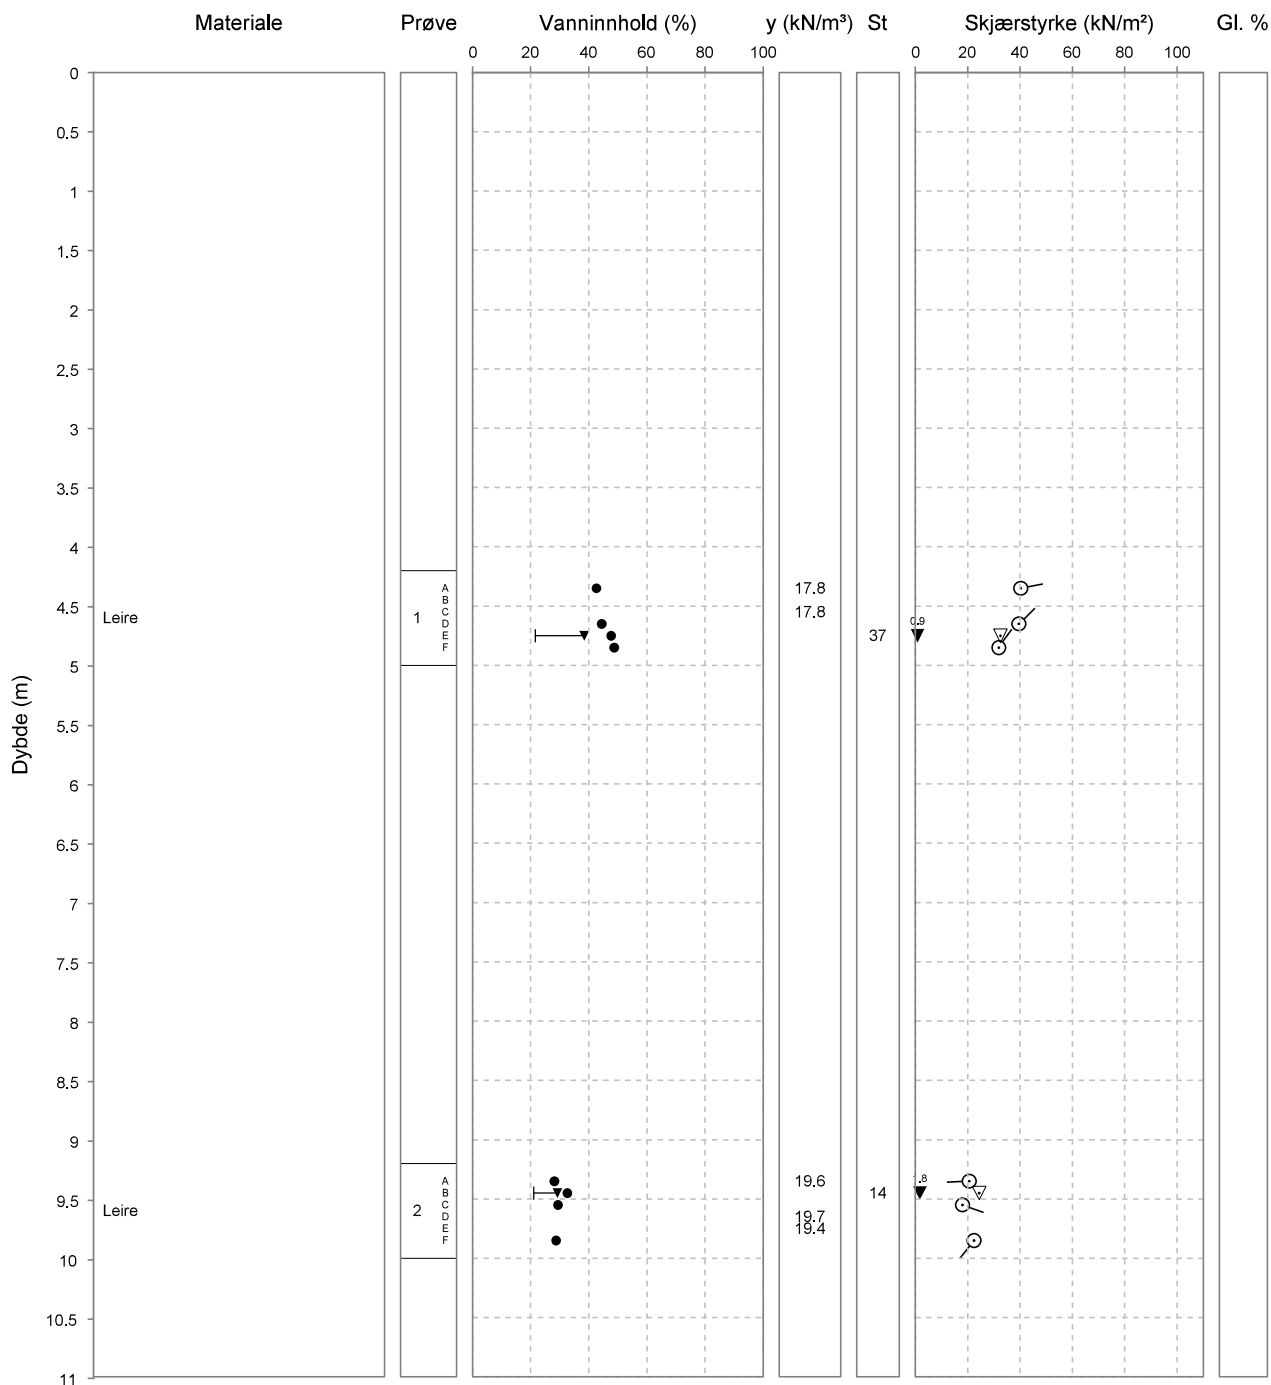 Materiale Prøve Vanninnhold (%) y (kN/m³) St Skjærstyrke (kN/m²) Gl. %
0 20 40 60 80 100 0 20 40 60 80 100
0
0.5
1
1.5
2
2.5
3
3.5
4
A 17.8
B
4.5
Leire 1 C 17.8
D 0.9
E 37
F
5
5.5
Dybde (m)
6
6.5
7
7.5
8
8.5
9
A 19.6 1.8
B 14
9.5
Leire 2 C
D 19.7
E 19.4
F
10
10.5
11